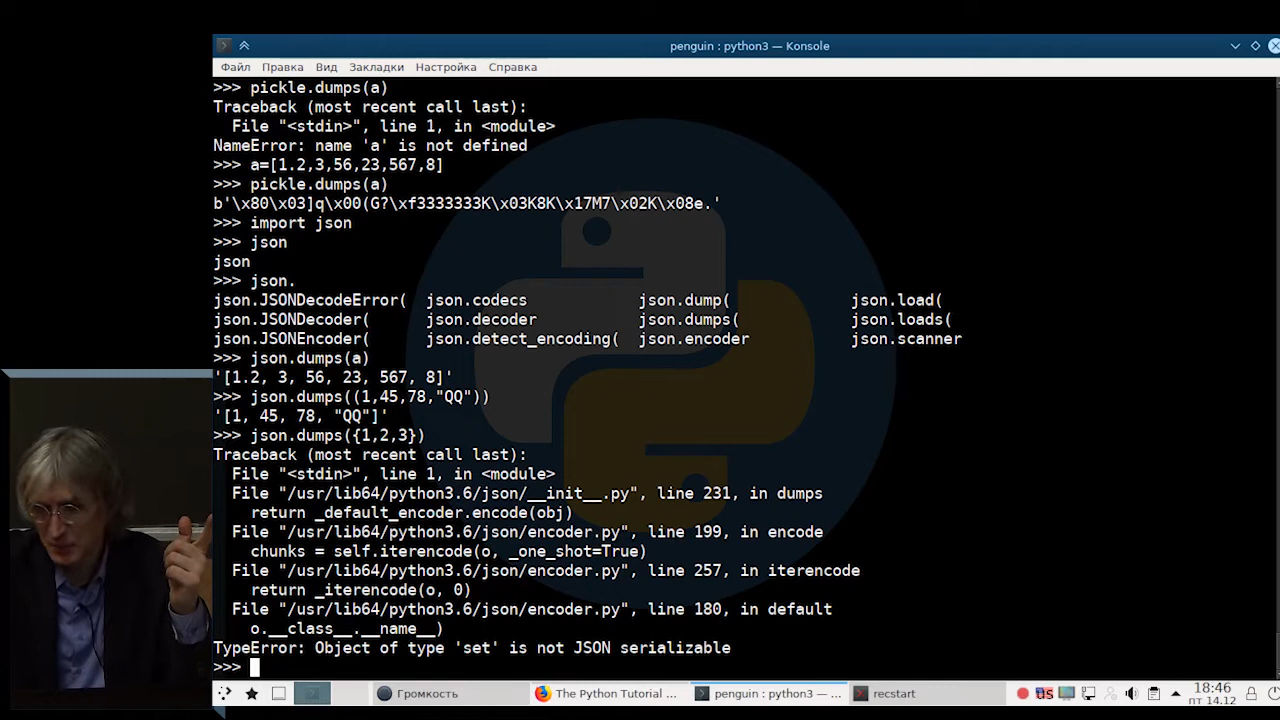 penguin : python3 — Konsole
Файл Правка Вид Закладки Настройка Справка
>>> pickle.dumps(a)
Traceback (most recent call last):
  File "<stdin>", line 1, in <module>
NameError: name 'a' is not defined
>>> a=[1.2,3,56,23,567,8]
>>> pickle.dumps(a)
b'\x80\x03]q\x00(G?\xf3333333K\x03K8K\x17M7\x02K\x08e.'
>>> import json
>>> json
json
>>> json.
json.JSONDecodeError( json.codecs json.dump( json.load(
json.JSONDecoder( json.decoder json.dumps( json.loads(
json.JSONEncoder( json.detect_encoding( json.encoder json.scanner
>>> json.dumps(a)
'[1.2, 3, 56, 23, 567, 8]'
>>> json.dumps((1,45,78,"QQ"))
'[1, 45, 78, "QQ"]'
>>> json.dumps({1,2,3})
Traceback (most recent call last):
  File "<stdin>", line 1, in <module>
  File "/usr/lib64/python3.6/json/__init__.py", line 231, in dumps
    return _default_encoder.encode(obj)
  File "/usr/lib64/python3.6/json/encoder.py", line 199, in encode
    chunks = self.iterencode(o, _one_shot=True)
  File "/usr/lib64/python3.6/json/encoder.py", line 257, in iterencode
    return _iterencode(o, 0)
  File "/usr/lib64/python3.6/json/encoder.py", line 180, in default
    o.__class__.__name__)
TypeError: Object of type 'set' is not JSON serializable
>>>
Громкость The Python Tutorial ... penguin : python3 — ... recstart us 18:46
пт 14.12